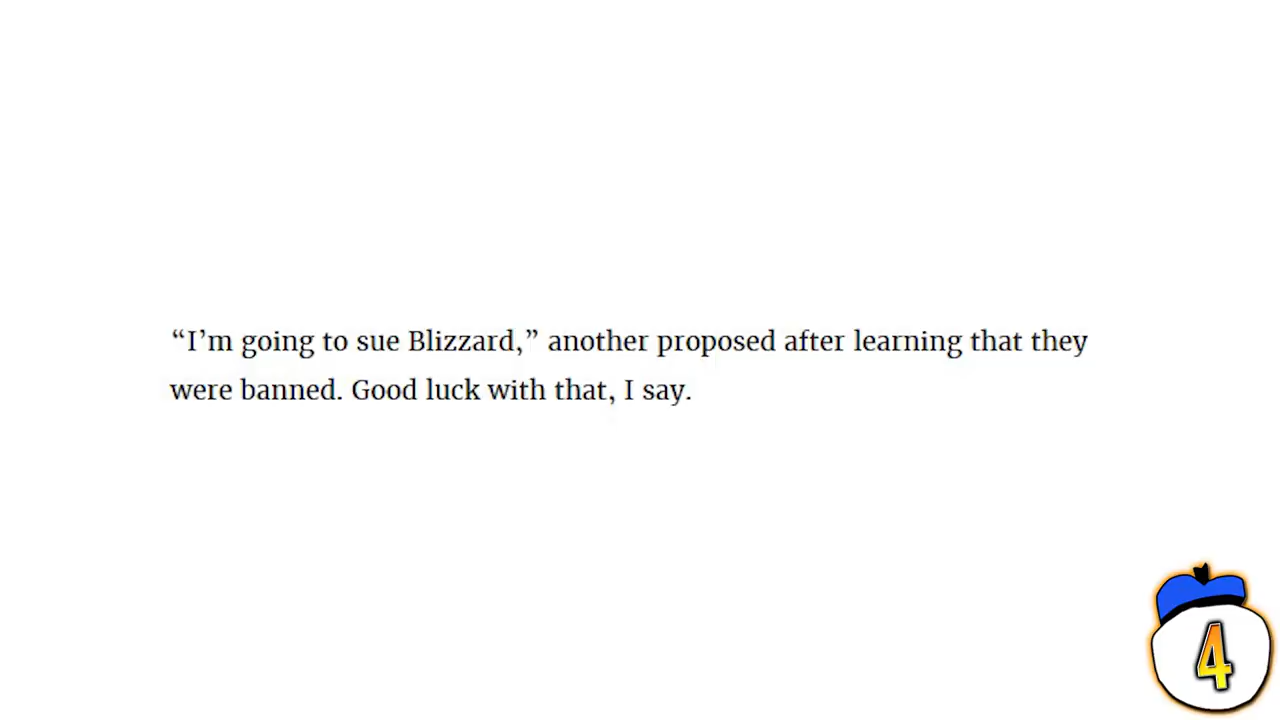 “I’m going to sue Blizzard,” another proposed after learning that they
were banned. Good luck with that, I say.
4